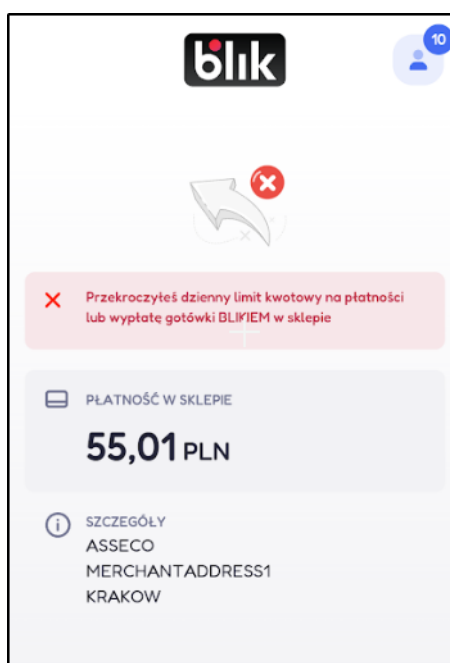 blik
10
Przekroczyłeś dzienny limit kwotowy na płatności
lub wypłatę gotówki BLIKIEM w sklepie
PŁATNOŚĆ W SKLEPIE
55,01 PLN
SZCZEGÓŁY
ASSECO
MERCHANTADDRESS1
KRAKOW